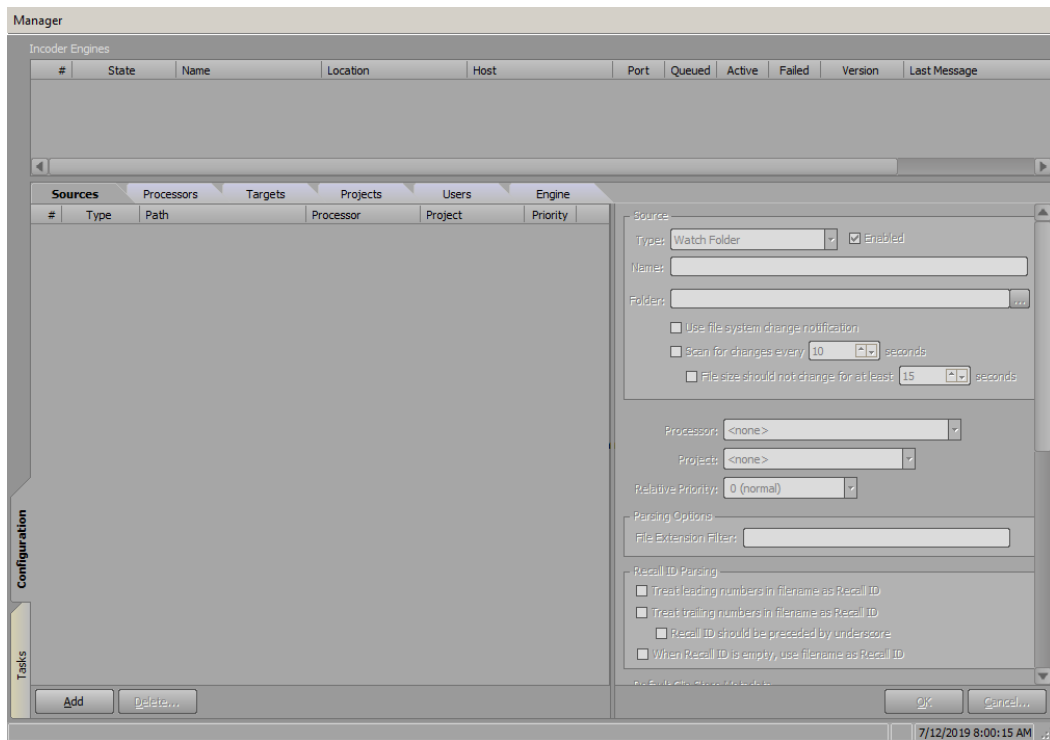 Manager
Incoder Engines
# State Name Location Host Port Queued Active Failed Version Last Message
Sources Processors Targets Projects Users Engine
# Type Path Processor Project Priority
Source
Type: Watch Folder Enabled
Name:
Folder: ...
Use file system change notification
Scan for changes every 10 seconds
File size should not change for at least 15 seconds
Processor: <none>
Project: <none>
Relative Priority: 0 (normal)
Parsing Options
File Extension Filter:
Recall ID Parsing
Treat leading numbers in filename as Recall ID
Treat trailing numbers in filename as Recall ID
Recall ID should be preceded by underscore
When Recall ID is empty, use filename as Recall ID
Configuration
Tasks
Add Delete... OK Cancel...
7/12/2019 8:00:15 AM